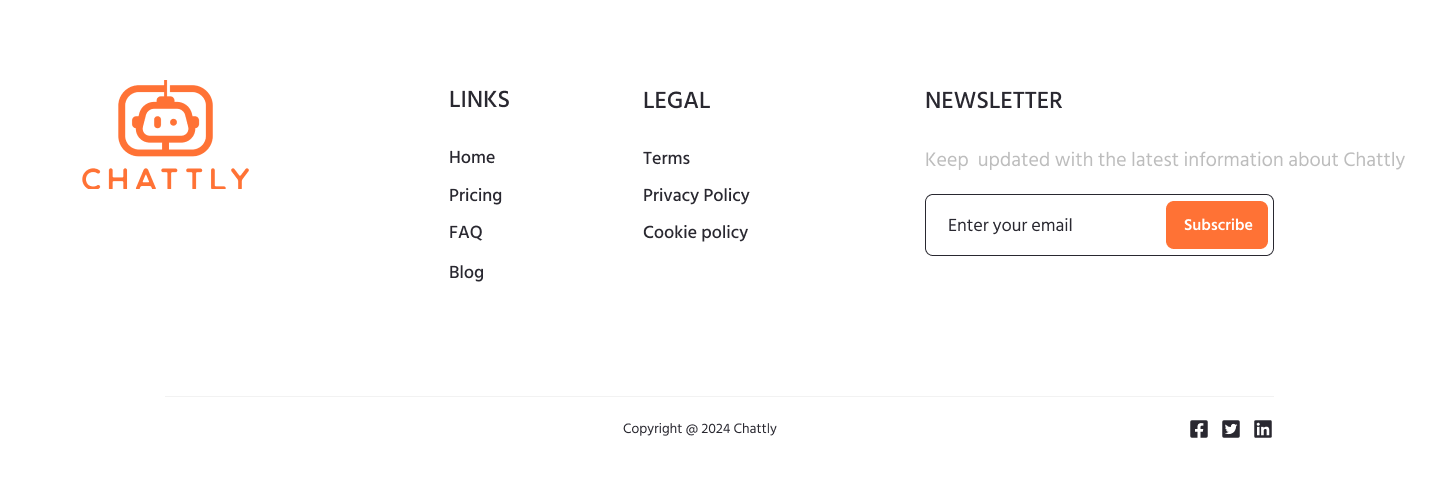 CHATTLY
LINKS
Home
Pricing
FAQ
Blog
LEGAL
Terms
Privacy Policy
Cookie policy
NEWSLETTER
Keep  updated with the latest information about Chattly
Enter your email
Subscribe
Copyright @ 2024 Chattly